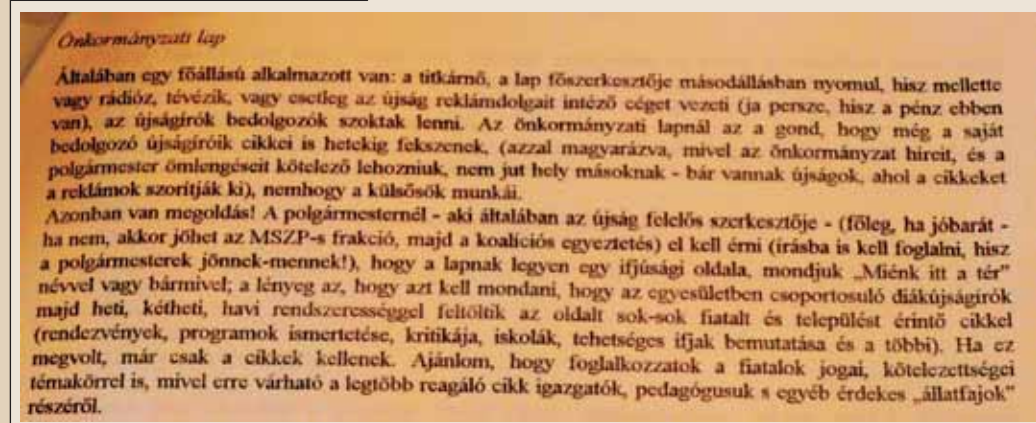 Önkormányzati lap
Általában egy főállású alkalmazott van: a titkárnő, a lap főszerkesztője másodállásban nyomul, hisz mellette
vagy rádióz, tévézik, vagy esetleg az újság reklámdolgait intéző céget vezeti (ja persze, hisz a pénz ebben
van), az újságírók bedolgozók szoktak lenni. Az önkormányzati lapnál az a gond, hogy még a saját
bedolgozó újságíróik cikkei is hetekig fekszenek, (azzal magyarázva, mivel az önkormányzat híreit, és a
polgármester ömlengéseit kötelező lehozniuk, nem jut hely másoknak - bár vannak újságok, ahol a cikkeket
a reklámok szorítják ki), nemhogy a külsősök munkái.
Azonban van megoldás! A polgármesternél - aki általában az újság felelős szerkesztője - (főleg, ha jóbarát -
ha nem, akkor jöhet az MSZP-s frakció, majd a koalíciós egyeztetés) el kell érni (írásba is kell foglalni, hisz
a polgármesterek jönnek-mennek!), hogy a lapnak legyen egy ifjúsági oldala, mondjuk „Miénk itt a tér”
névvel vagy bármivel; a lényeg az, hogy azt kell mondani, hogy az egyesületben csoportosuló diákújságírók
majd heti, kétheti, havi rendszerességgel feltöltik az oldalt sok-sok fiatalt és települést érintő cikkel
(rendezvények, programok ismertetése, kritikája, iskolák, tehetséges ifjak bemutatása és a többi). Ha ez
megvolt, már csak a cikkek kellenek. Ajánlom, hogy foglalkozzatok a fiatalok jogai, kötelezettségei
témakörrel is, mivel erre várható a legtöbb reagáló cikk igazgatók, pedagógusuk s egyéb érdekes „állatfajok”
részéről.